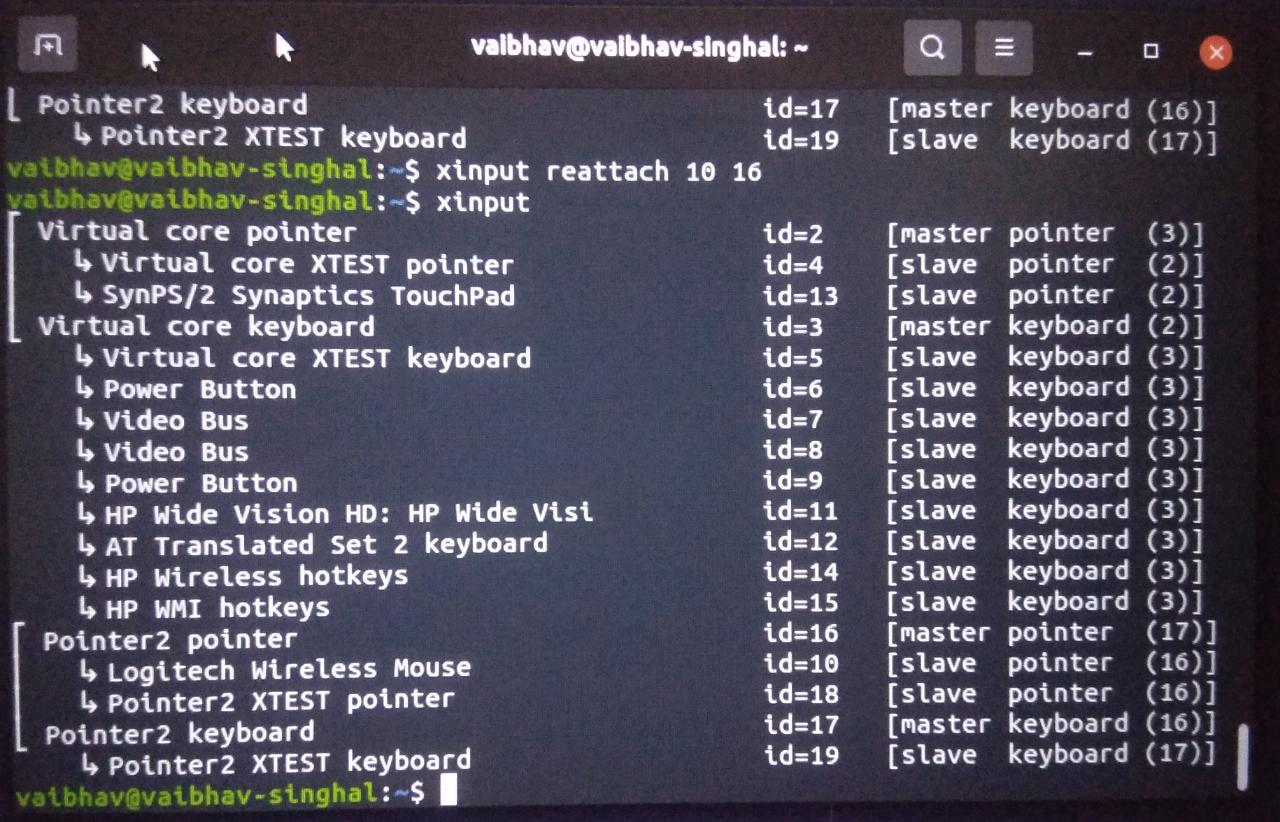 vaibhav@vaibhav-singhal: ~
Pointer2 keyboard id=17 [master keyboard (16)]
↳ Pointer2 XTEST keyboard id=19 [slave keyboard (17)]
vaibhav@vaibhav-singhal:~$ xinput reattach 10 16
vaibhav@vaibhav-singhal:~$ xinput
Virtual core pointer id=2 [master pointer (3)]
↳ Virtual core XTEST pointer id=4 [slave pointer (2)]
↳ SynPS/2 Synaptics TouchPad id=13 [slave pointer (2)]
Virtual core keyboard id=3 [master keyboard (2)]
↳ Virtual core XTEST keyboard id=5 [slave keyboard (3)]
↳ Power Button id=6 [slave keyboard (3)]
↳ Video Bus id=7 [slave keyboard (3)]
↳ Video Bus id=8 [slave keyboard (3)]
↳ Power Button id=9 [slave keyboard (3)]
↳ HP Wide Vision HD: HP Wide Visi id=11 [slave keyboard (3)]
↳ AT Translated Set 2 keyboard id=12 [slave keyboard (3)]
↳ HP Wireless hotkeys id=14 [slave keyboard (3)]
↳ HP WMI hotkeys id=15 [slave keyboard (3)]
Pointer2 pointer id=16 [master pointer (17)]
↳ Logitech Wireless Mouse id=10 [slave pointer (16)]
↳ Pointer2 XTEST pointer id=18 [slave pointer (16)]
Pointer2 keyboard id=17 [master keyboard (16)]
↳ Pointer2 XTEST keyboard id=19 [slave keyboard (17)]
vaibhav@vaibhav-singhal:~$